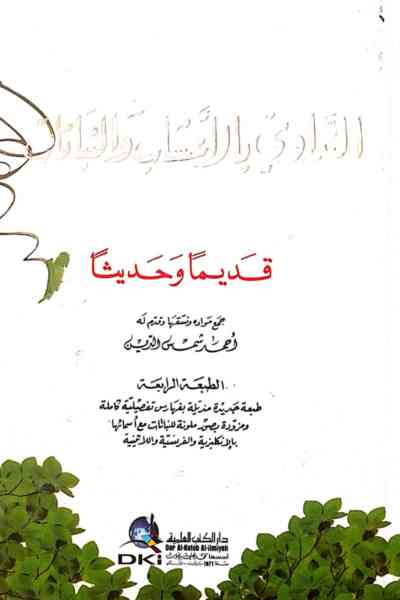 التداوي بالأعشاب والنباتات
قديماً وحديثاً
جمع مواده ونسقها وقدم له
أحمد شمس الدين
الطبعة الرابعة
طبعة جديدة مذيلة بفهارس تفصيلية كاملة
ومزودة بصور ملونة للنباتات مع أسمائها
بالإنكليزية والفرنسية واللاتينية
دار الكتب العلمية
Dar Al-Kotob Al-ilmiyah
DKi